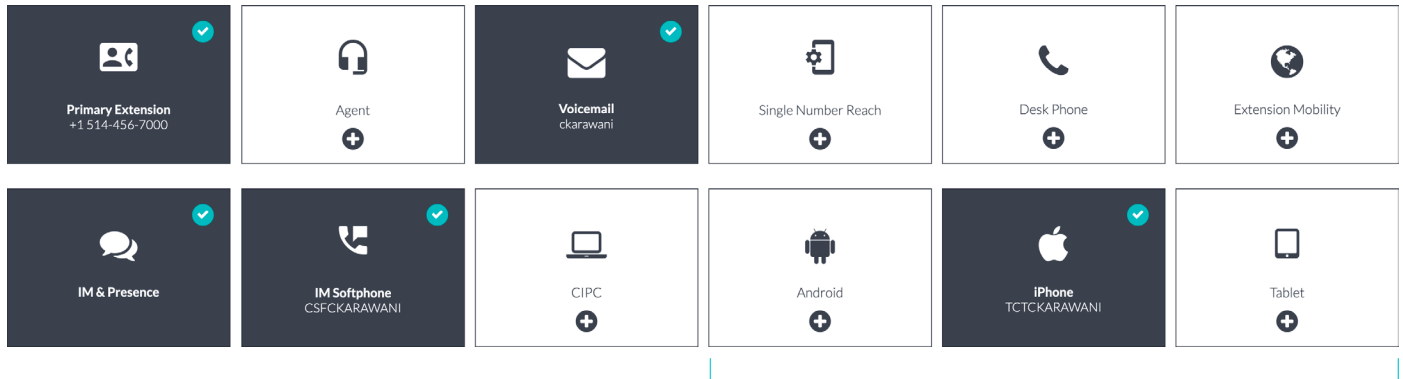 Primary Extension
+1 514-456-7000
Agent
Voicemail
ckarawani
Single Number Reach
Desk Phone
Extension Mobility
IM & Presence
IM Softphone
CSFCKARAWANI
CIPC
Android
iPhone
TCTCKARAWANI
Tablet